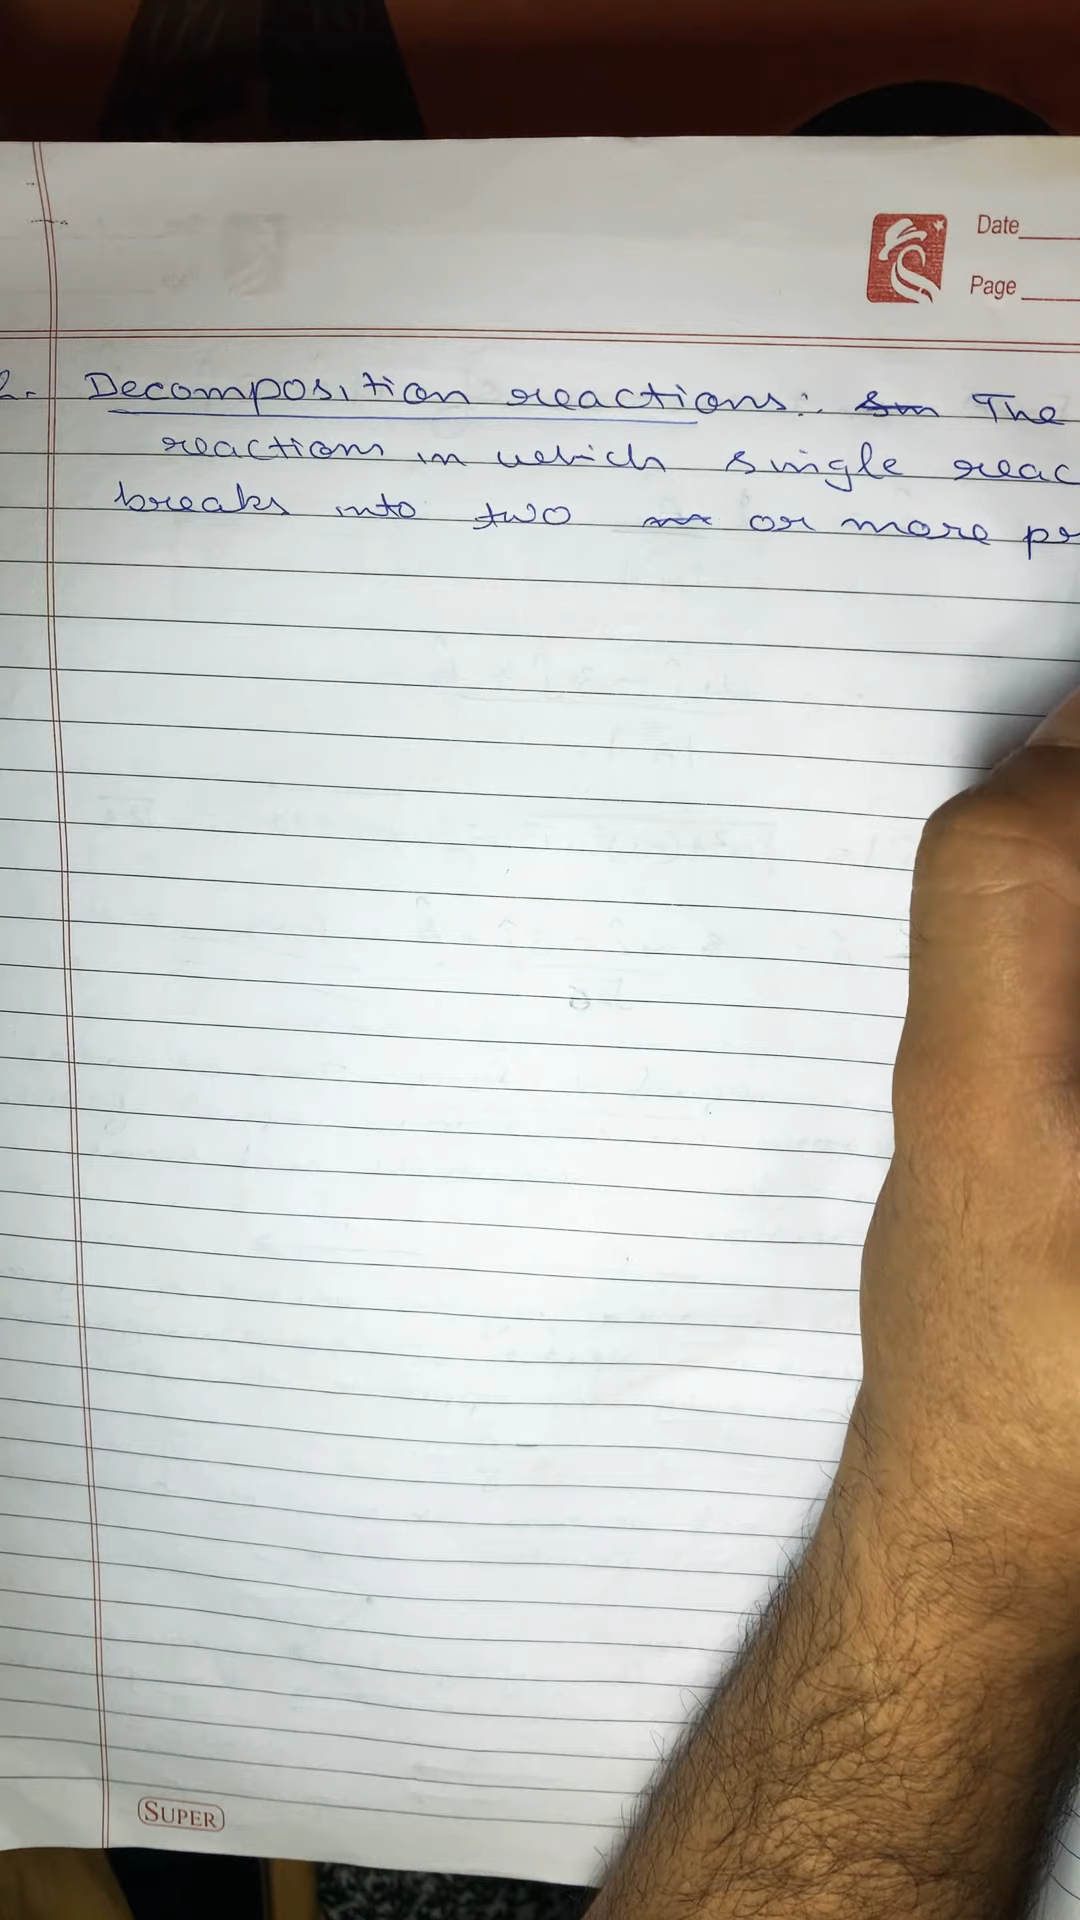 Date
Page
2. Decomposition reactions: The
reactions in which single reac
breaks into two or more pr
SUPER